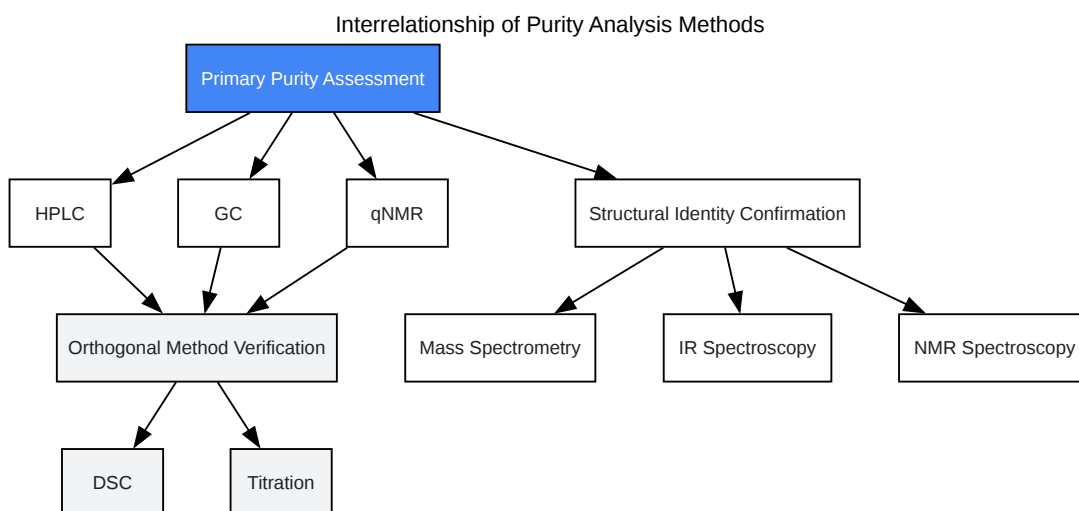 Interrelationship of Purity Analysis Methods
Primary Purity Assessment
HPLC
GC
qNMR
Structural Identity Confirmation
Orthogonal Method Verification
Mass Spectrometry
IR Spectroscopy
NMR Spectroscopy
DSC
Titration